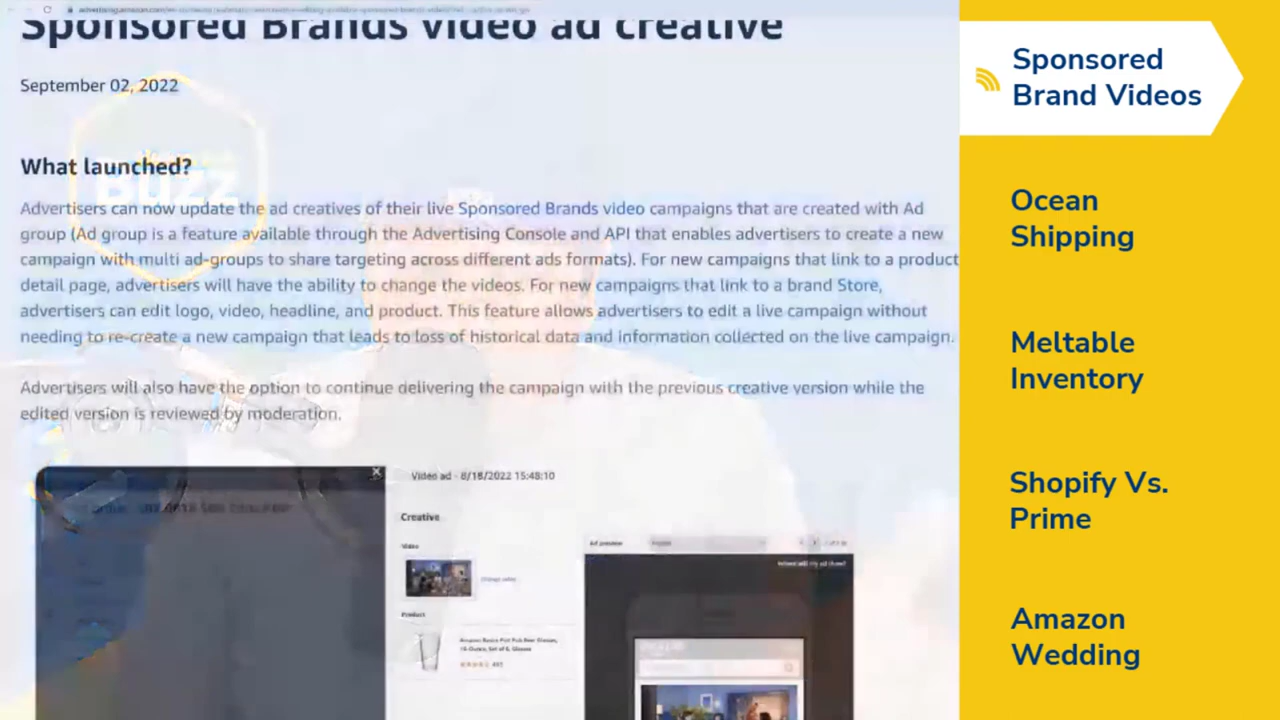 Sponsored Brands video ad creative
September 02, 2022
What launched?
BUZZ
Advertisers can now update the ad creatives of their live Sponsored Brands video campaigns that are created with Ad
group (Ad group is a feature available through the Advertising Console and API that enables advertisers to create a new
campaign with multi ad-groups to share targeting across different ads formats). For new campaigns that link to a product
detail page, advertisers will have the ability to change the videos. For new campaigns that link to a brand Store,
advertisers can edit logo, video, headline, and product. This feature allows advertisers to edit a live campaign without
needing to re-create a new campaign that leads to loss of historical data and information collected on the live campaign.
Advertisers will also have the option to continue delivering the campaign with the previous creative version while the
edited version is reviewed by moderation.
Video ad - 8/18/2022 15:48:10
Creative
Video
Change video
Product
Ad preview
Sponsored
Brand Videos
Ocean
Shipping
Meltable
Inventory
Shopify Vs.
Prime
Amazon
Wedding